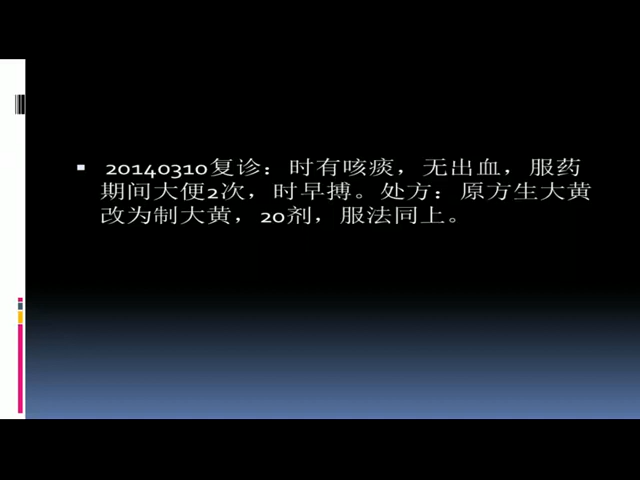 20140310复诊：时有咳痰，无出血，服药
期间大便2次，时早搏。处方：原方生大黄
改为制大黄，20剂，服法同上。